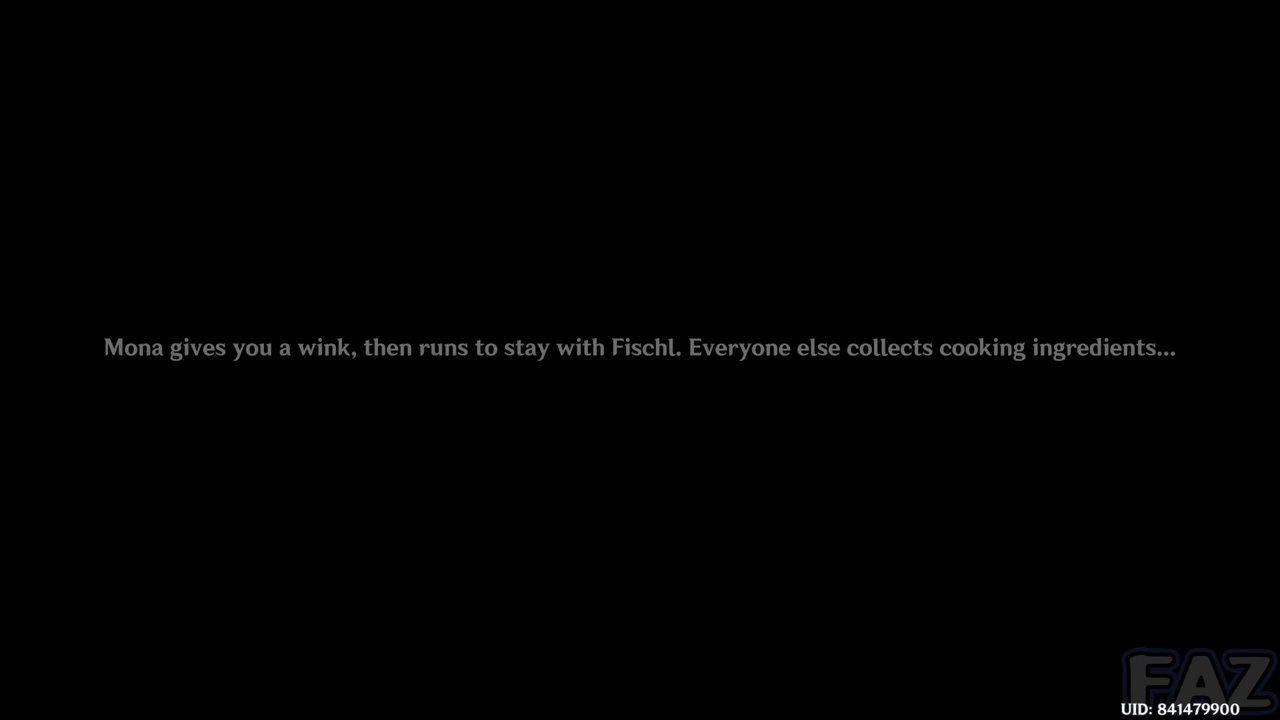 Mona gives you a wink, then runs to stay with Fischl. Everyone else collects cooking ingredients...
FAZ
UID: 841479900